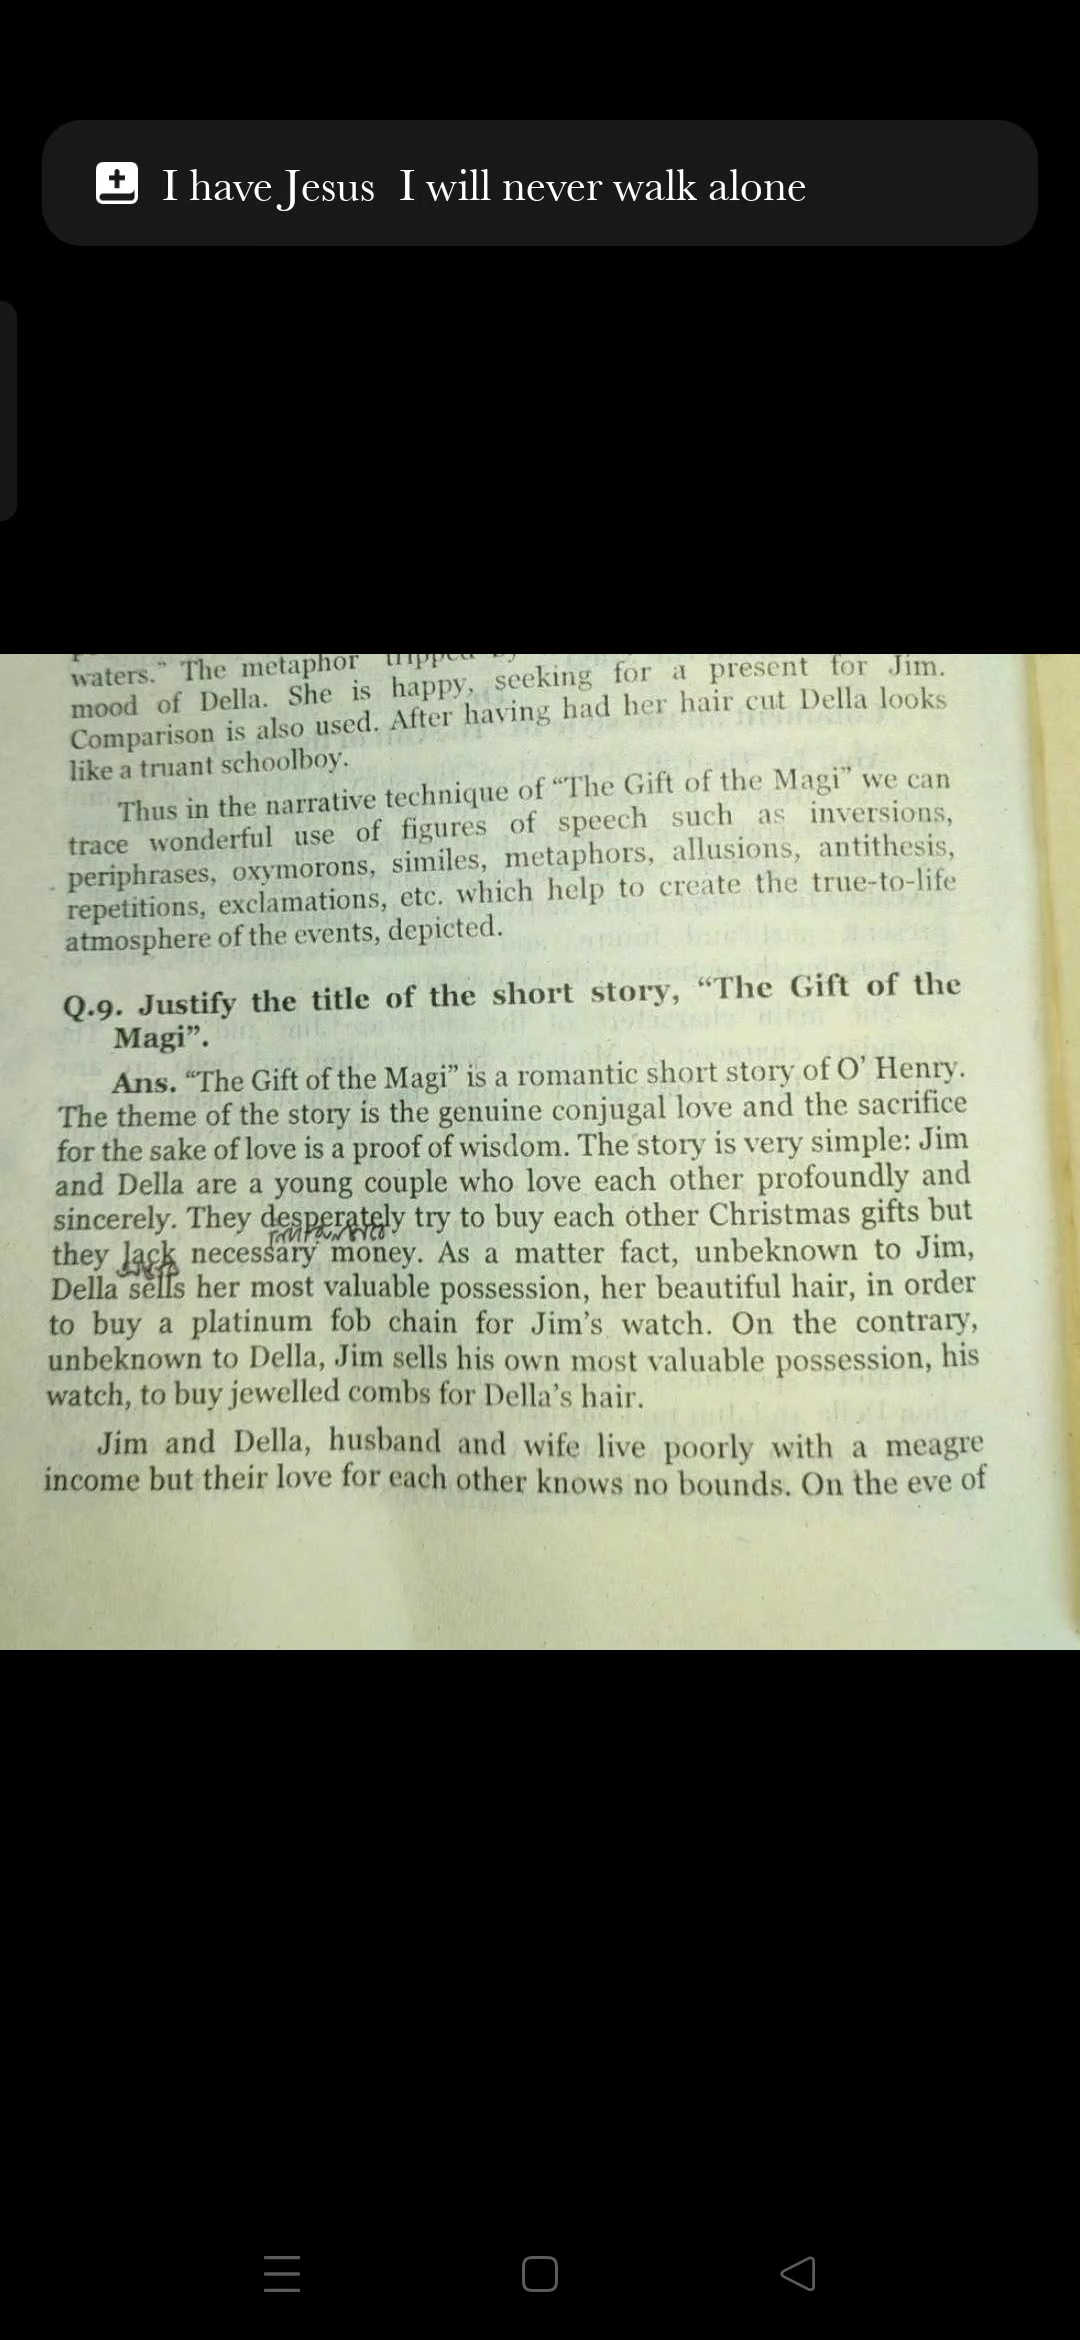 I have Jesus I will never walk alone
waters.” The metaphor tripped
mood of Della. She is happy, seeking for a present for Jim.
Comparison is also used. After having had her hair cut Della looks
like a truant schoolboy.
Thus in the narrative technique of “The Gift of the Magi” we can
trace wonderful use of figures of speech such as inversions,
periphrases, oxymorons, similes, metaphors, allusions, antithesis,
repetitions, exclamations, etc. which help to create the true-to-life
atmosphere of the events, depicted.
Q.9. Justify the title of the short story, “The Gift of the
Magi”.
Ans. “The Gift of the Magi” is a romantic short story of O’ Henry.
The theme of the story is the genuine conjugal love and the sacrifice
for the sake of love is a proof of wisdom. The story is very simple: Jim
and Della are a young couple who love each other profoundly and
sincerely. They desperately try to buy each other Christmas gifts but
they lack necessary money. As a matter fact, unbeknown to Jim,
Della sells her most valuable possession, her beautiful hair, in order
to buy a platinum fob chain for Jim’s watch. On the contrary,
unbeknown to Della, Jim sells his own most valuable possession, his
watch, to buy jewelled combs for Della’s hair.
Jim and Della, husband and wife live poorly with a meagre
income but their love for each other knows no bounds. On the eve of